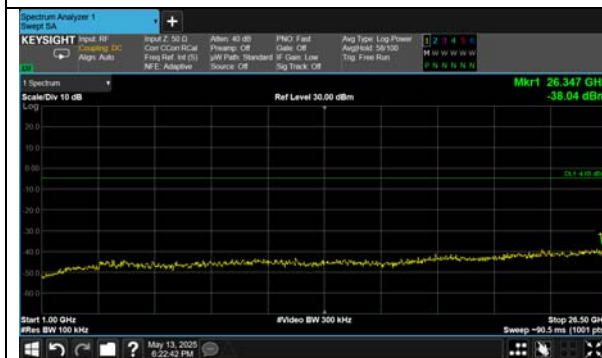 Spectrum Analyzer 1
Swept SA
KEYSIGHT
Input: RF
Coupling: DC
Align: Auto
Input Z: 50 Ω
Corr CCorr RCal
Freq Ref: Int (S)
NFE: Adaptive
Atten: 40 dB
Preamp: Off
µW Path: Standard
Source: Off
PNO: Fast
Gate: Off
IF Gain: Low
Sig Track: Off
Avg Type: Log-Power
Avg|Hold: 58/100
Trig: Free Run
1 2 3 4 5 6
M W W W W W
P N N N N N
1 Spectrum
Scale/Div 10 dB
Log
Ref Level 30.00 dBm
Mkr1 26.347 GH
-38.04 dBm
20.0
10.0
0.00
-10.0
-20.0
-30.0
-40.0
-50.0
-60.0
Start 1.00 GHz
#Res BW 100 kHz
#Video BW 300 kHz
Stop 26.50 GH
Sweep ~90.5 ms (1001 pts
May 13, 2025
6:22:42 PM